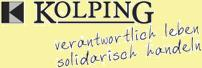 KOLPING
verantwortlich leben
solidarisch handeln